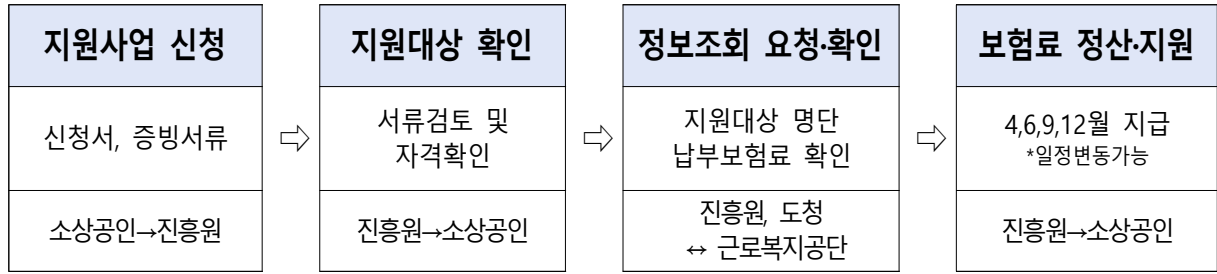 지원사업 신청
신청서, 증빙서류
소상공인→진흥원
⇨
지원대상 확인
서류검토 및
자격확인
진흥원→소상공인
⇨
정보조회 요청·확인
지원대상 명단
납부보험료 확인
진흥원, 도청
↔ 근로복지공단
⇨
보험료 정산·지원
4,6,9,12월 지급
*일정변동가능
진흥원→소상공인